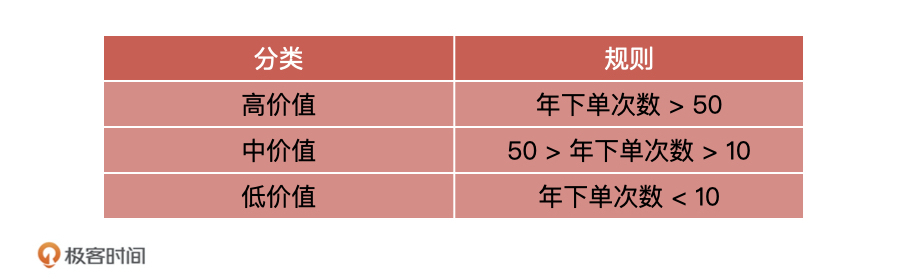 分类 规则
高价值 年下单次数 > 50
中价值 50 > 年下单次数 > 10
低价值 年下单次数 < 10
极客时间